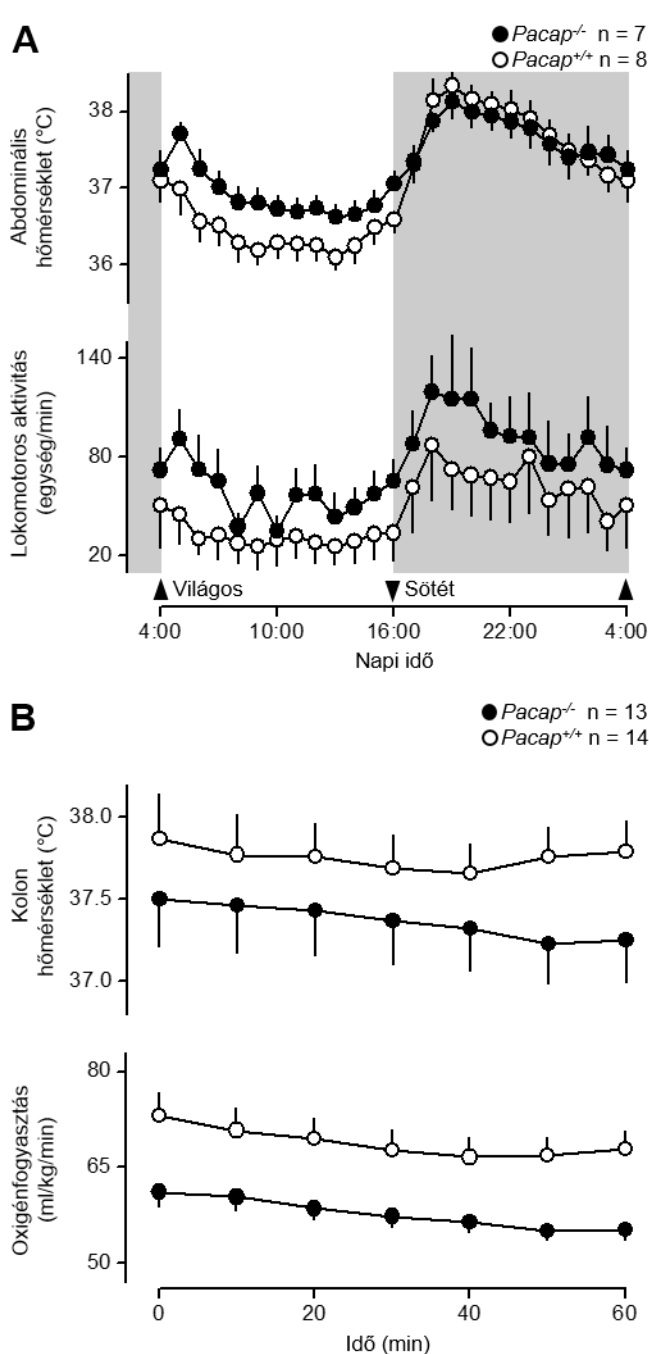 A
Pacap-/- n = 7
Pacap+/+ n = 8
Abdominális
hőmérséklet (°C)
38
37
36
Lokomotoros aktivitás
(egység/min)
140
80
20
Világos
Sötét
4:00 10:00 16:00 22:00 4:00
Napi idő
B
Pacap-/- n = 13
Pacap+/+ n = 14
Kolon
hőmérséklet (°C)
38.0
37.5
37.0
Oxigénfogyasztás
(ml/kg/min)
80
65
50
0 20 40 60
Idő (min)